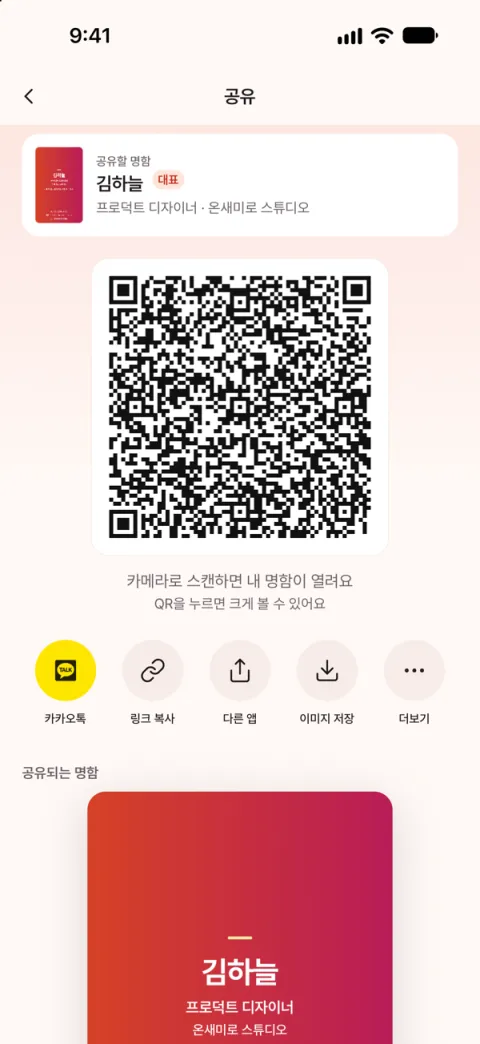 9:41
공유
공유할 명함
김하늘 대표
프로덕트 디자이너 · 온새미로 스튜디오
카메라로 스캔하면 내 명함이 열려요
QR을 누르면 크게 볼 수 있어요
TALK
카카오톡 링크 복사 다른 앱 이미지 저장 더보기
공유되는 명함
김하늘
프로덕트 디자이너
온새미로 스튜디오